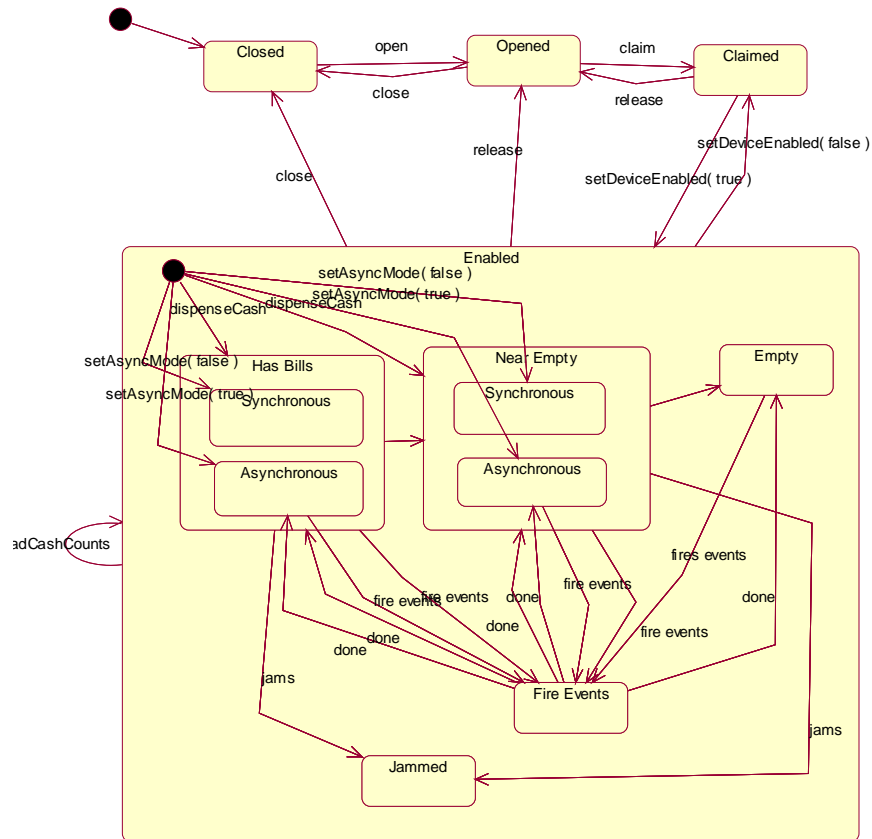 open
Closed
Opened
claim
Claimed
close
release
setDeviceEnabled( false )
release
close
setDeviceEnabled( true )
Enabled
setAsyncMode( false )
setAsyncMode( true )
dispenseCash
dispenseCash
setAsyncMode( false )
Has Bills
Near Empty
Empty
setAsyncMode( true )
Synchronous
Synchronous
Asynchronous
Asynchronous
adCashCounts
fires events
fire events
fire events
fire events
done
done
fire events
done
done
done
jams
Fire Events
jams
Jammed